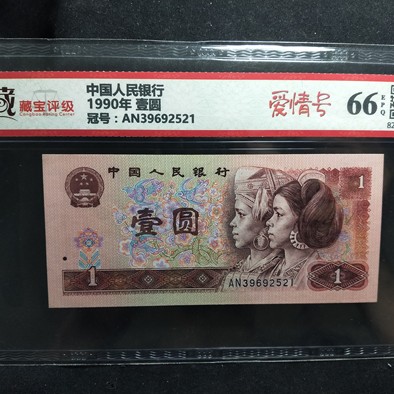 藏
藏宝评级
Cangbao Rating Center
中国人民银行
1990年 壹圆
冠号：AN39692521
爱情号
66
EPQ
82
中国人民银行
1
壹圆
1
1
AN39692521